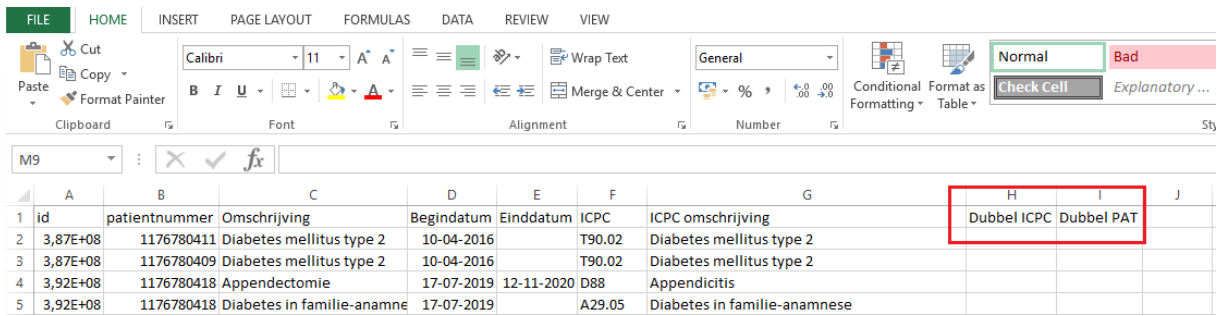 FILE HOME INSERT PAGE LAYOUT FORMULAS DATA REVIEW VIEW
Cut
Copy
Format Painter
Paste
Clipboard
Calibri 11 A A
B I U A
Font
Wrap Text
Merge & Center
Alignment
General
% , .00 .0 .00
Number
Conditional Formatting
Format as Table
Normal Bad
Check Cell Explanatory ...
Sty
M9 fx
A B C D E F G H I J
1 id patientnummer Omschrijving Begindatum Einddatum ICPC ICPC omschrijving Dubbel ICPC Dubbel PAT
2 3,87E+08 1176780411 Diabetes mellitus type 2 10-04-2016 T90.02 Diabetes mellitus type 2
3 3,87E+08 1176780409 Diabetes mellitus type 2 10-04-2016 T90.02 Diabetes mellitus type 2
4 3,92E+08 1176780418 Appendectomie 17-07-2019 12-11-2020 D88 Appendicitis
5 3,92E+08 1176780418 Diabetes in familie-anamne 17-07-2019 A29.05 Diabetes in familie-anamnese